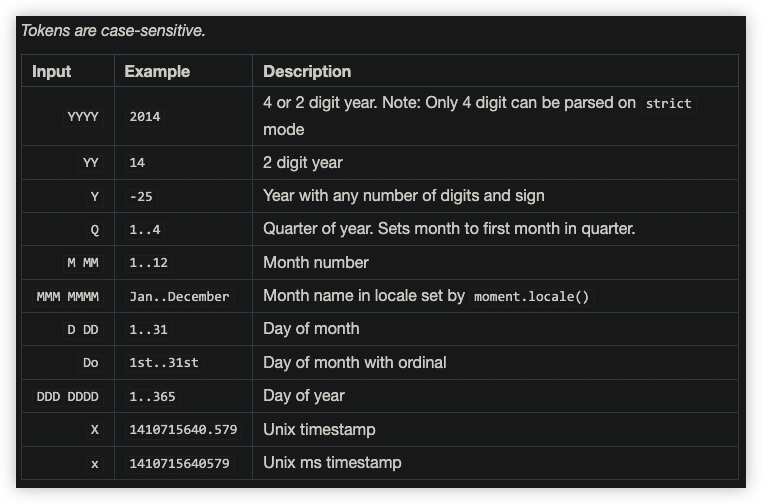 Tokens are case-sensitive.
Input Example Description
YYYY 2014 4 or 2 digit year. Note: Only 4 digit can be parsed on strict
mode
YY 14 2 digit year
Y -25 Year with any number of digits and sign
Q 1..4 Quarter of year. Sets month to first month in quarter.
M MM 1..12 Month number
MMM MMMM Jan..December Month name in locale set by moment.locale()
D DD 1..31 Day of month
Do 1st..31st Day of month with ordinal
DDD DDDD 1..365 Day of year
X 1410715640.579 Unix timestamp
x 1410715640579 Unix ms timestamp